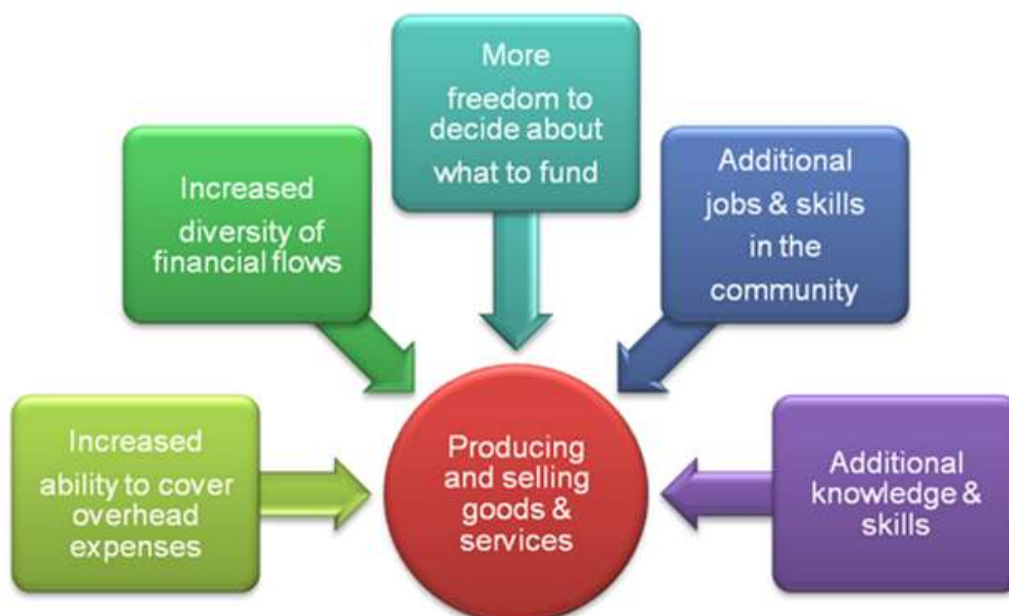 More
freedom to
decide about
what to fund
Increased
diversity of
financial flows
Additional
jobs & skills
in the
community
Increased
ability to cover
overhead
expenses
Producing
and selling
goods &
services
Additional
knowledge &
skills